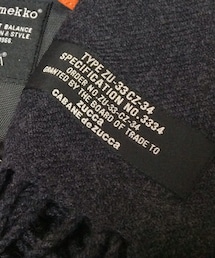 mekko
T BALANCE
N & STYLE
1966.
TYPE ZU-33CZ-34
SPECIFICATION NO.3334
ORDER NO.ZU-33-CZ-34.
GRANTED BY THE BOARD OF TRADE TO
zucca
CABANE de zucca